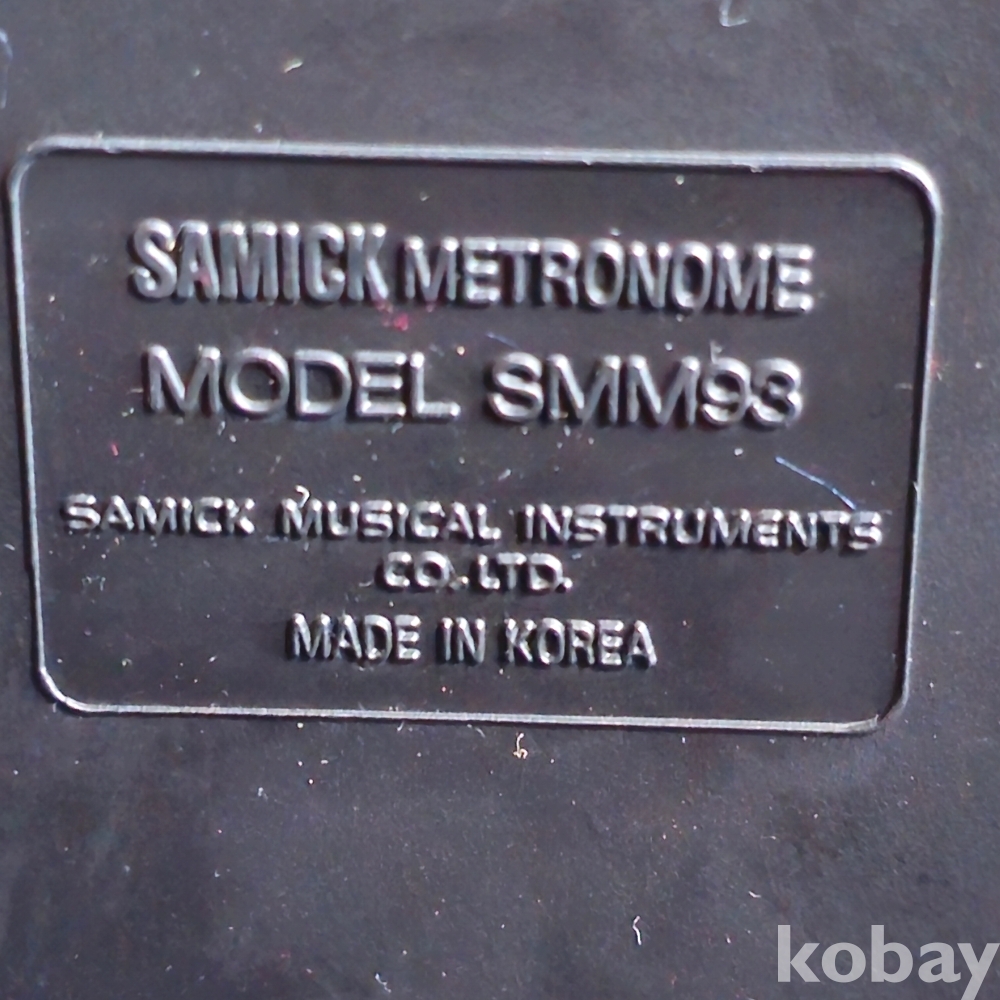 SAMICK METRONOME
MODEL SMM93
SAMICK MUSICAL INSTRUMENTS
CO. LTD.
MADE IN KOREA
kobay